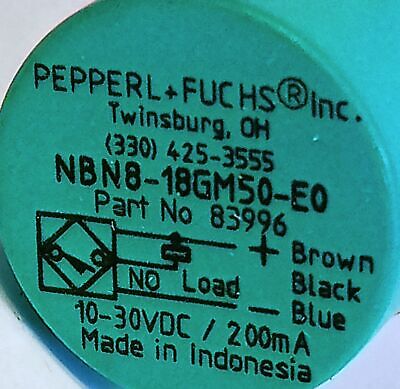 PEPPERL+FUCHS® Inc.
Twinsburg, OH
(330) 425-3555
NBN8-18GM50-E0
Part No 83996
+ Brown
NO Load Black
— Blue
10-30VDC / 200mA
Made in Indonesia